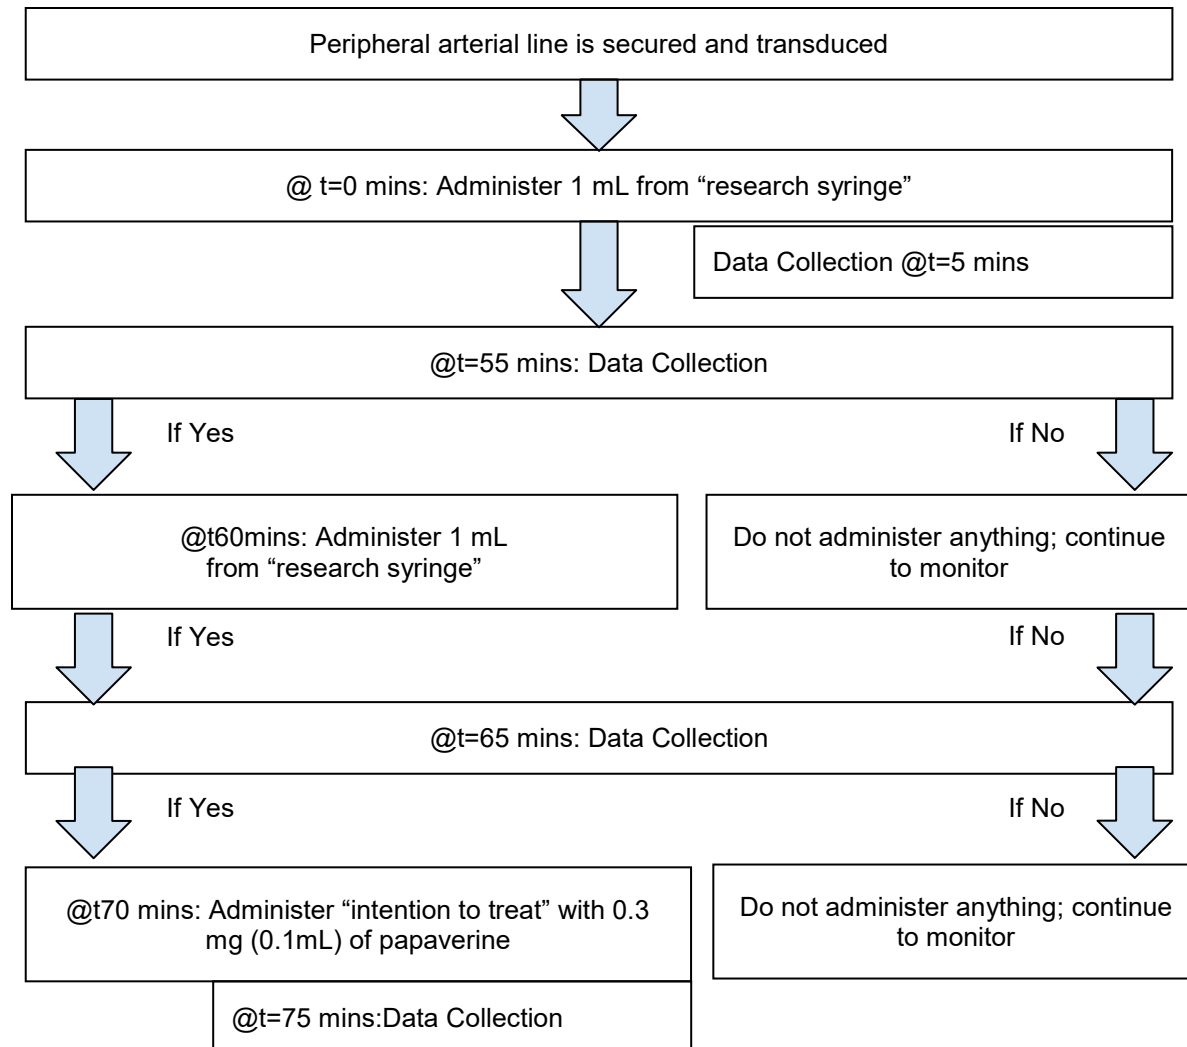 Peripheral arterial line is secured and transduced
@ t=0 mins: Administer 1 mL from “research syringe”
Data Collection @t=5 mins
@t=55 mins: Data Collection
If Yes
If No
@t60mins: Administer 1 mL
from “research syringe”
Do not administer anything; continue
to monitor
If Yes
If No
@t=65 mins: Data Collection
If Yes
If No
@t70 mins: Administer “intention to treat” with 0.3
mg (0.1mL) of papaverine
Do not administer anything; continue
to monitor
@t=75 mins:Data Collection